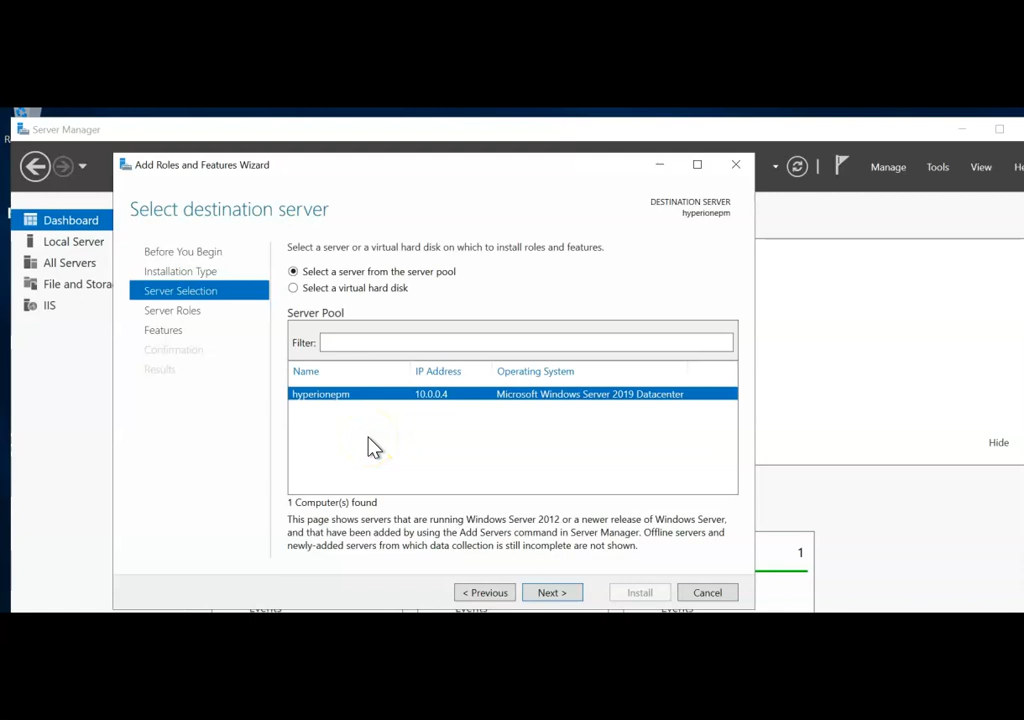 Server Manager
Add Roles and Features Wizard
Manage
Tools
View
Select destination server
DESTINATION SERVER
hyperionepm
Dashboard
Local Server
All Servers
File and Stora
IIS
Before You Begin
Installation Type
Server Selection
Server Roles
Features
Confirmation
Results
Select a server or a virtual hard disk on which to install roles and features.
Select a server from the server pool
Select a virtual hard disk
Server Pool
Filter:
Name IP Address Operating System
hyperionepm 10.0.0.4 Microsoft Windows Server 2019 Datacenter
1 Computer(s) found
This page shows servers that are running Windows Server 2012 or a newer release of Windows Server,
and that have been added by using the Add Servers command in Server Manager. Offline servers and
newly-added servers from which data collection is still incomplete are not shown.
< Previous
Next >
Install
Cancel
Hide
1
Events
Events
Events